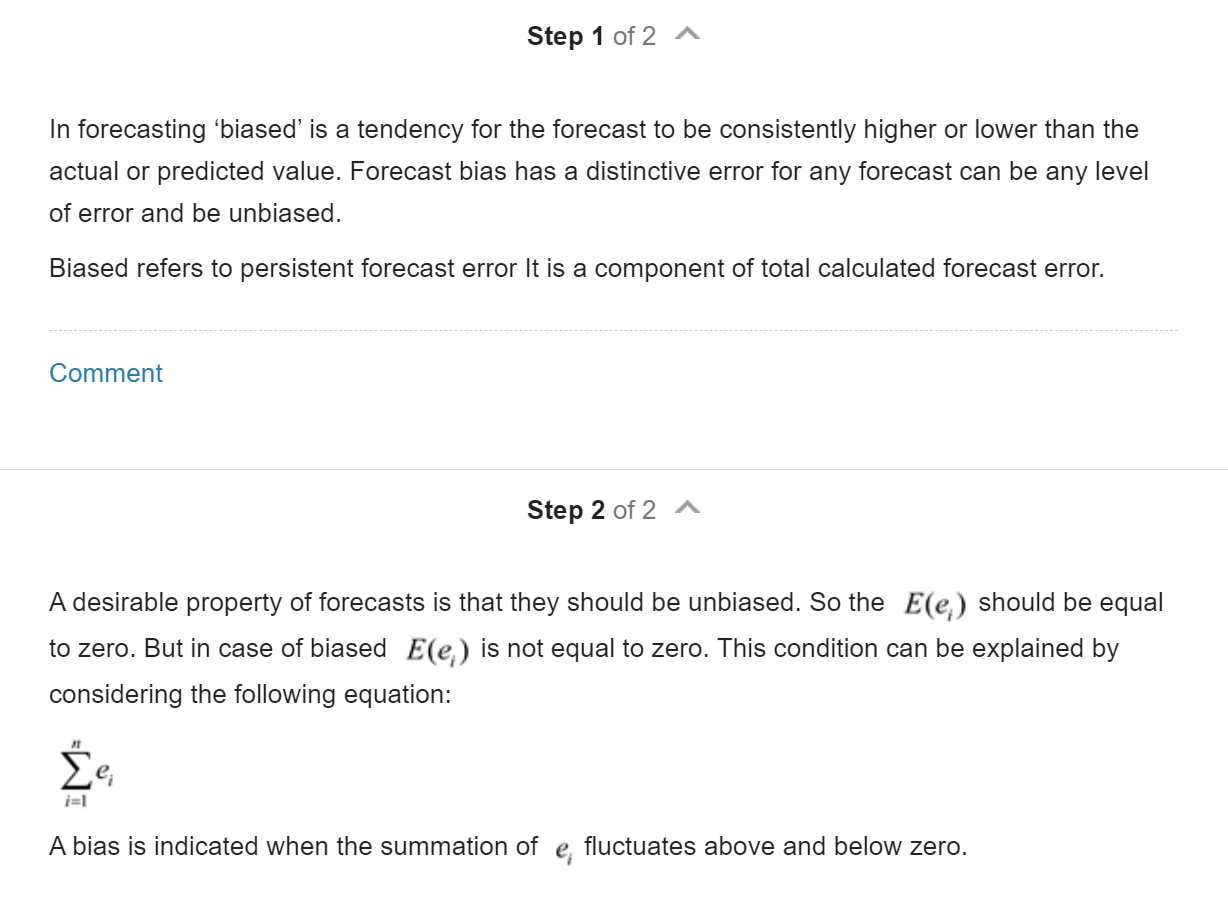 Step 1 of 2
In forecasting ‘biased’ is a tendency for the forecast to be consistently higher or lower than the
actual or predicted value. Forecast bias has a distinctive error for any forecast can be any level
of error and be unbiased.
Biased refers to persistent forecast error It is a component of total calculated forecast error.
Comment
Step 2 of 2
A desirable property of forecasts is that they should be unbiased. So the E(eᵢ) should be equal
to zero. But in case of biased E(eᵢ) is not equal to zero. This condition can be explained by
considering the following equation:
n
∑ eᵢ
i=1
A bias is indicated when the summation of eᵢ fluctuates above and below zero.